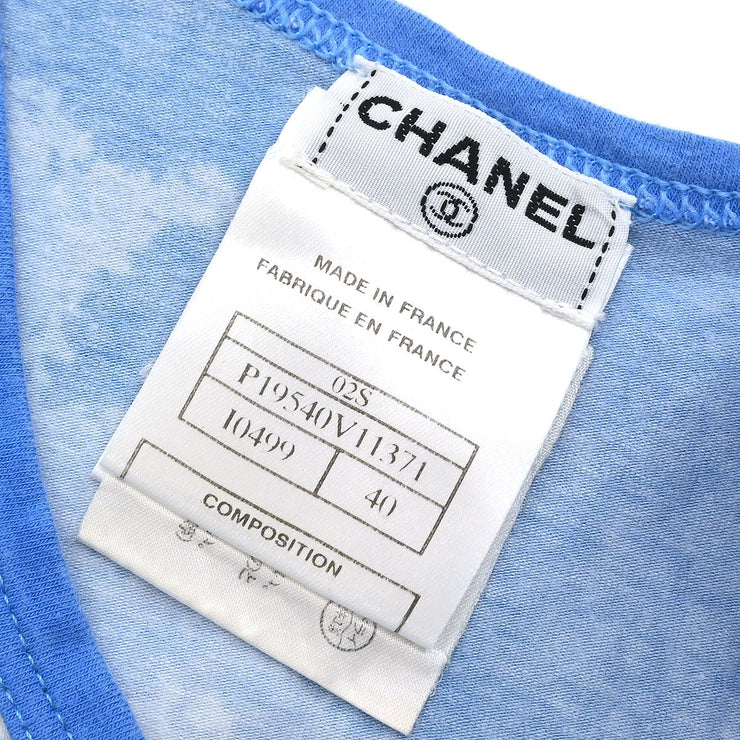 CHANEL
MADE IN FRANCE
FABRIQUE EN FRANCE
02S
P19540V11371
10499
40
COMPOSITION